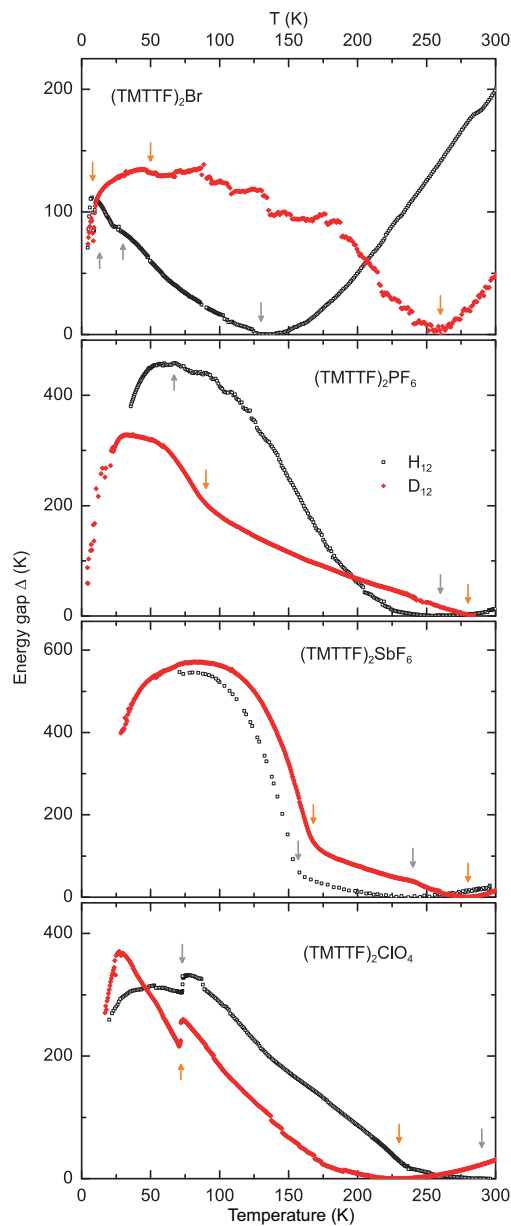 T (K)
0 50 100 150 200 250 300
200
(TMTTF)₂Br
100
0
400
(TMTTF)₂PF₆
H₁₂
D₁₂
200
0
Energy gap Δ (K)
600
(TMTTF)₂SbF₆
400
200
0
400
(TMTTF)₂ClO₄
200
0
0 50 100 150 200 250 300
Temperature (K)